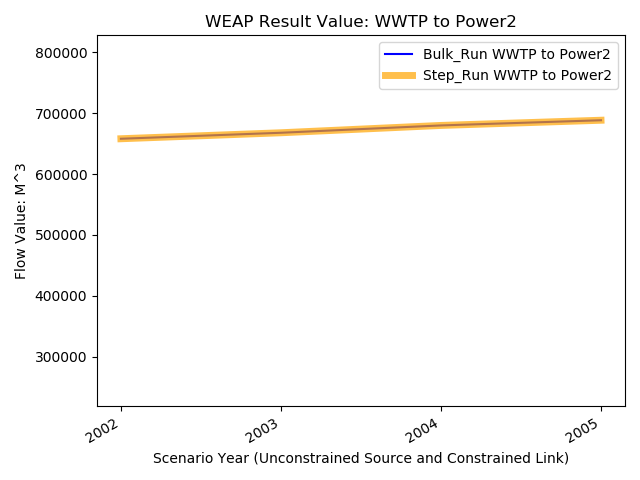 WEAP Result Value: WWTP to Power2
Bulk_Run WWTP to Power2
Step_Run WWTP to Power2
Flow Value: M^3
800000
700000
600000
500000
400000
300000
2002
2003
2004
2005
Scenario Year (Unconstrained Source and Constrained Link)